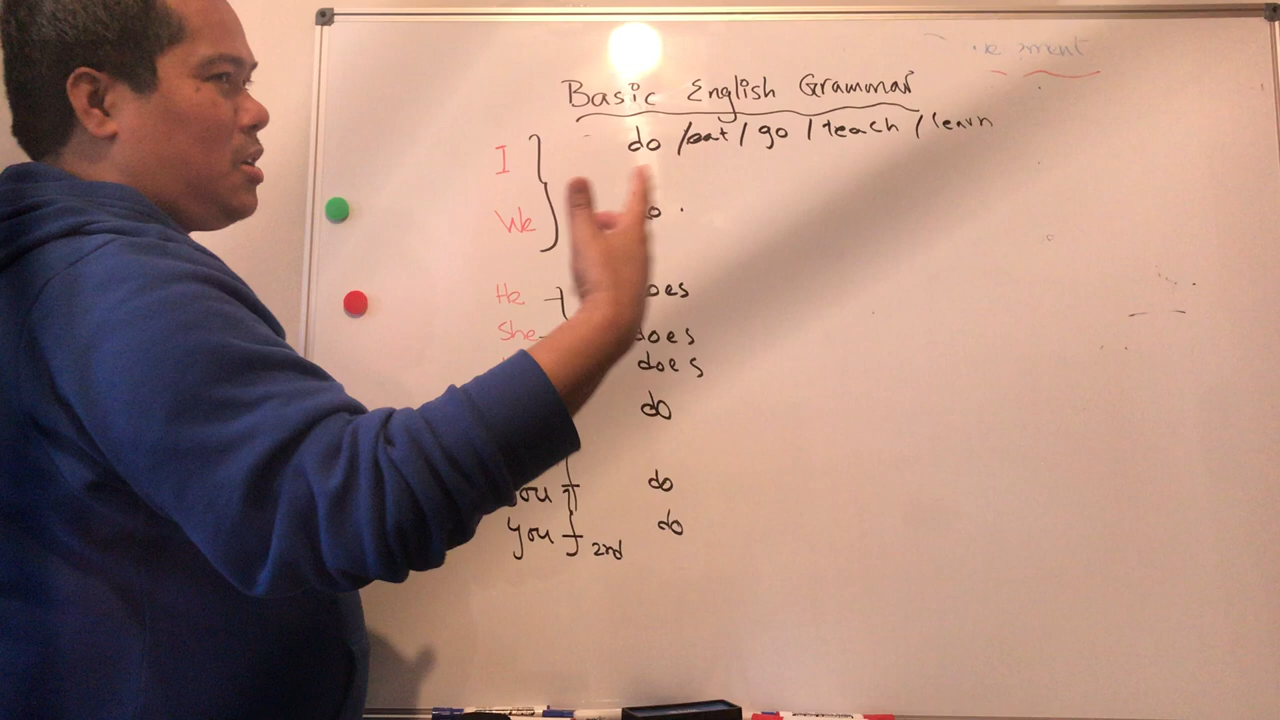 Basic English Grammar
do /eat / go / teach / learn
I
We
He does
She does
does
do
you do
you 2nd do